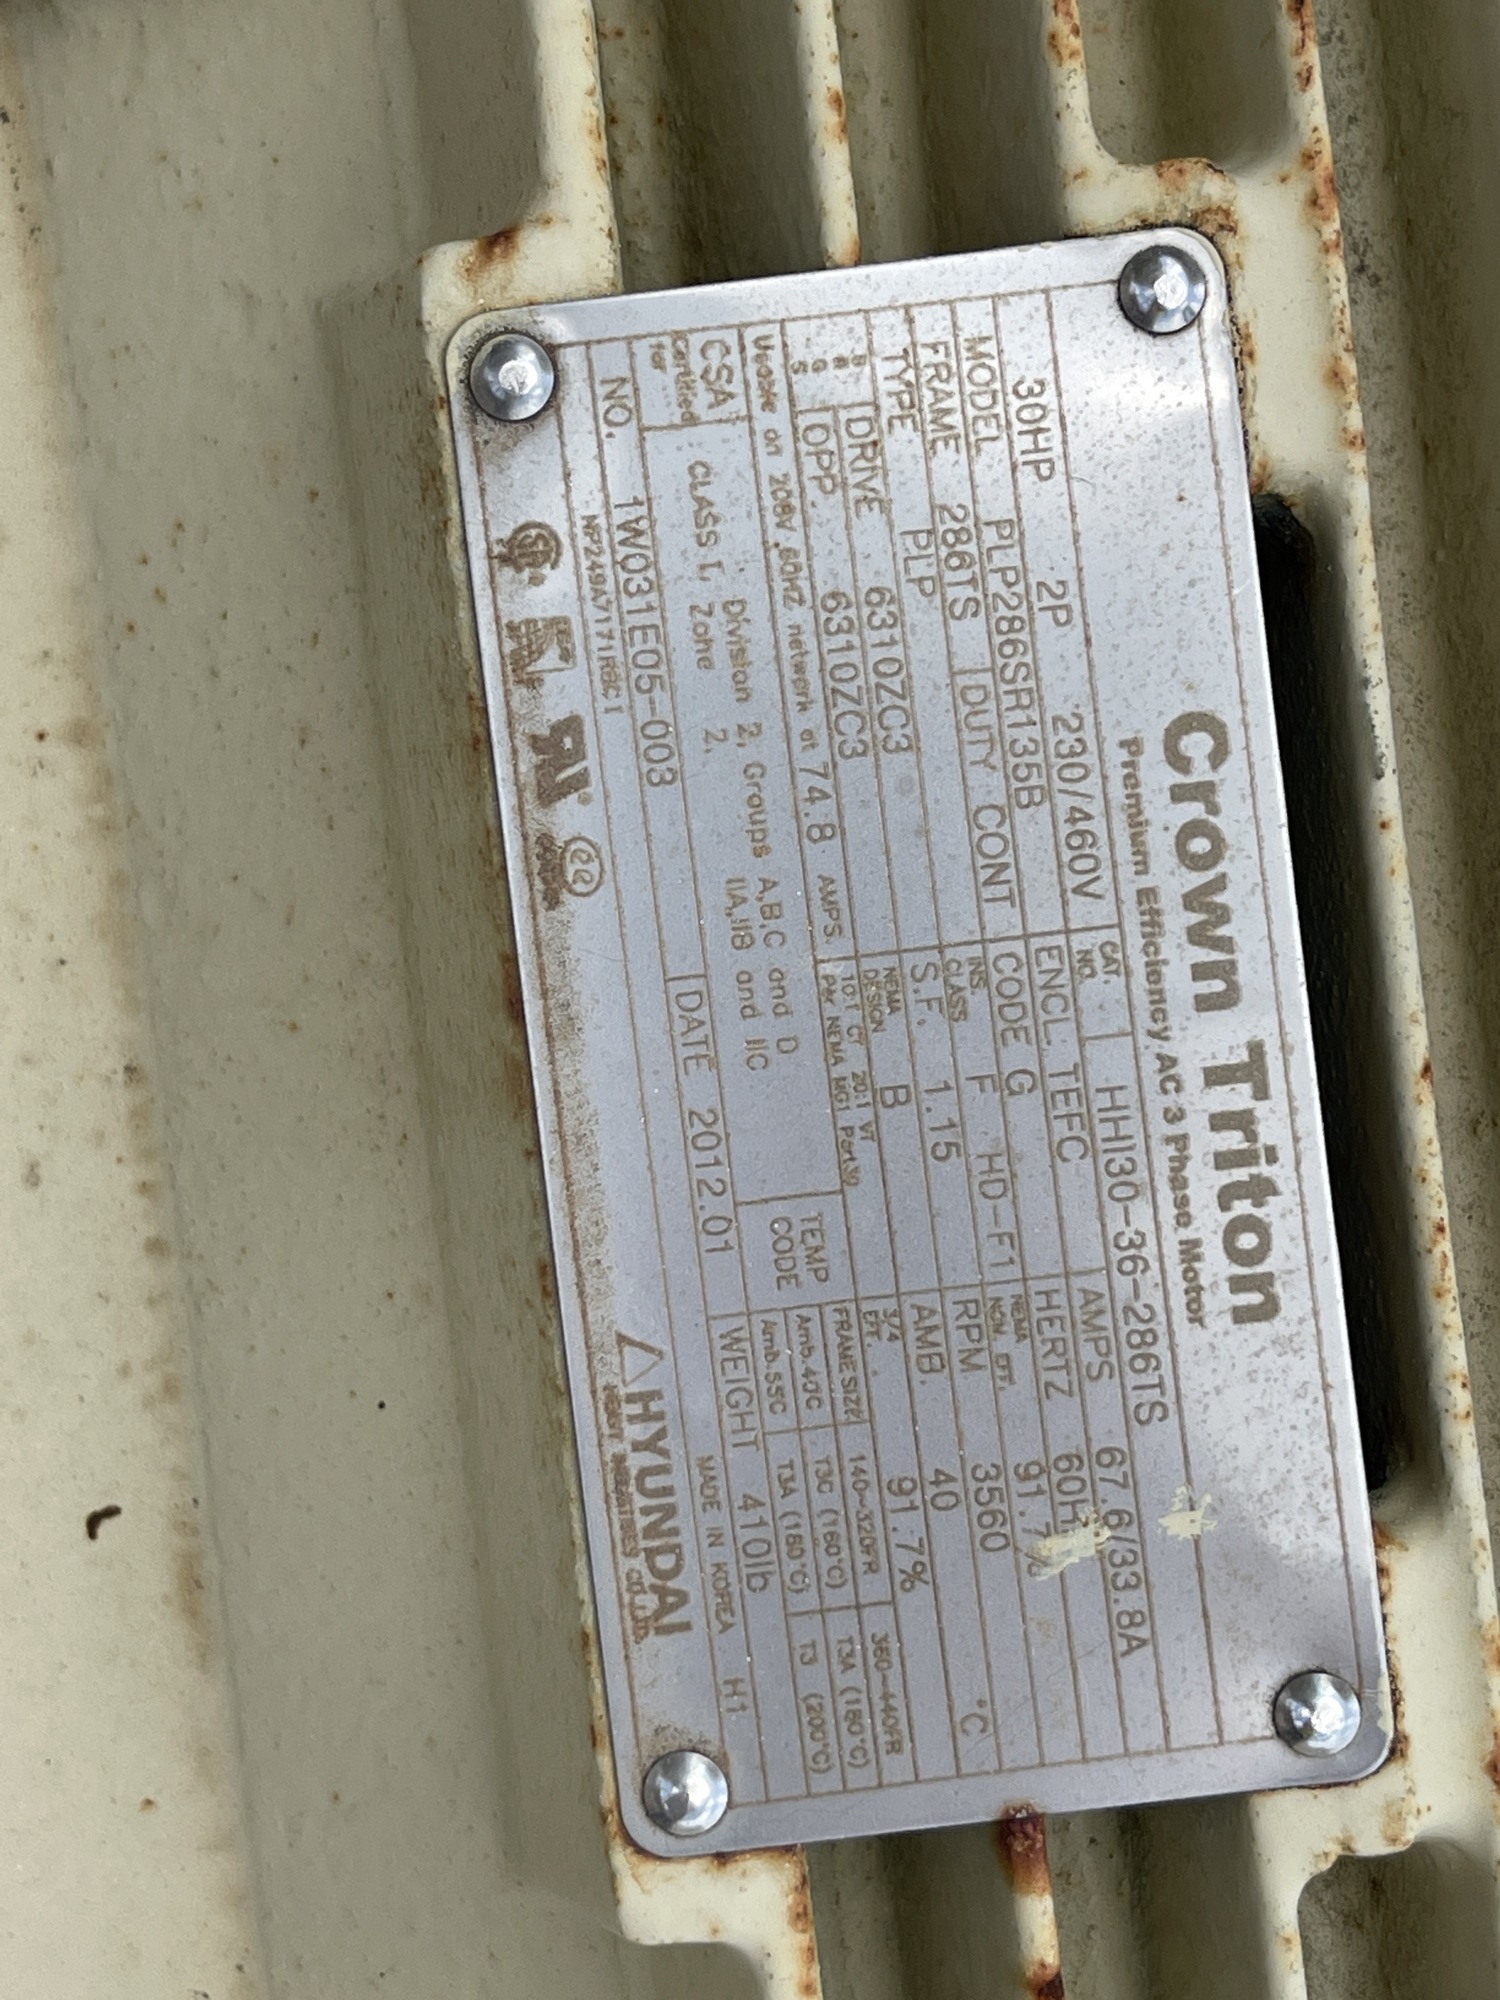 Crown Triton
Premium Efficiency AC 3 Phase Motor
CAT. NO. HHI30-36-286TS
30HP 2P 230/460V ENCL. TEFC AMPS 67.6/33.8A
MODEL PLP286SR135B CODE G HERTZ 60H
FRAME 286TS DUTY CONT INS. CLASS F HD-F1 NEMA NOM. EFF. 91.7%
TYPE PLP S.F. 1.15 RPM 3560
DRIVE 6310ZC3 NEMA DESIGN B AMB. 40 °C
OPP 6310ZC3 10:1 CT 20:1 VT 3/4 EFF. 91.7%
Usable on 208V, 60HZ network at 74.8 AMPS. Per NEMA MG1 Part
FRAME SIZE 140~320FR 360~440FR
CSA Certified for CLASS I, Division 2, Groups A,B,C and D
Zone 2, IIA,IIB and IIC
TEMP CODE
Amb.40C T3C (160°C) T3A (180°C)
Amb.55C T3A (180°C) T3 (200°C)
NO. 1W031E05-003 DATE 2012.01 WEIGHT 410lb
MADE IN KOREA H1
HYUNDAI
HEAVY INDUSTRIES CO.,LTD.